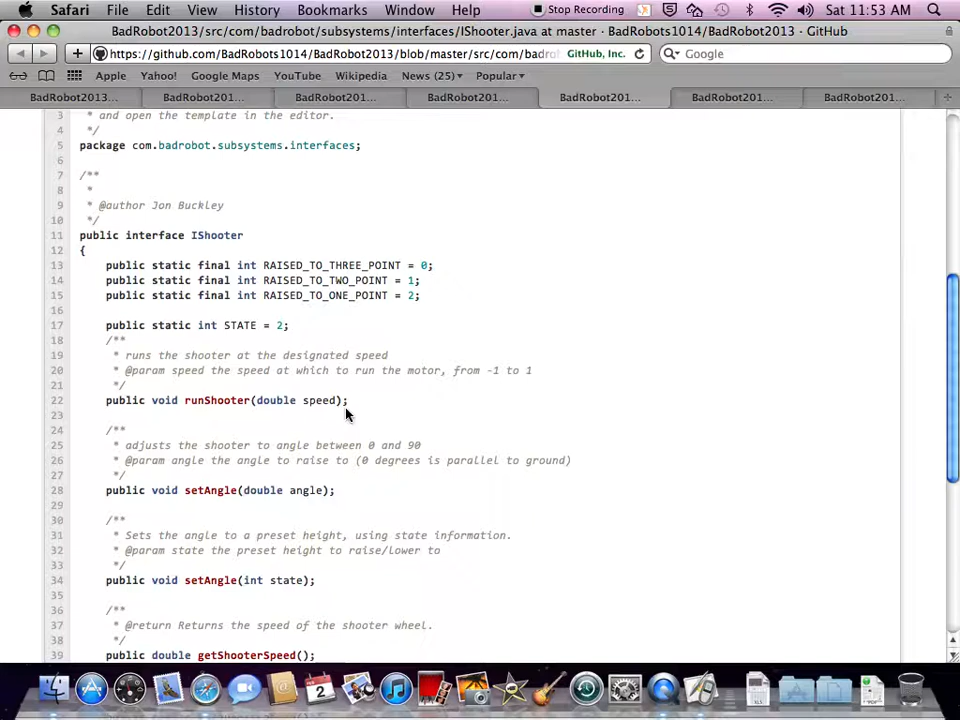 Safari File Edit View History Bookmarks Window Help Stop Recording Sat 11:53 AM
BadRobot2013/src/com/badrobot/subsystems/interfaces/IShooter.java at master · BadRobots1014/BadRobot2013 · GitHub
https://github.com/BadRobots1014/BadRobot2013/blob/master/src/com/badro GitHub, Inc. Google
Apple Yahoo! Google Maps YouTube Wikipedia News (25) Popular
BadRobot2013... BadRobot201... BadRobot201... BadRobot201... BadRobot201... BadRobot201... BadRobot201...
3 * and open the template in the editor.
4 */
5 package com.badrobot.subsystems.interfaces;
6
7 /**
8 *
9 * @author Jon Buckley
10 */
11 public interface IShooter
12 {
13 public static final int RAISED_TO_THREE_POINT = 0;
14 public static final int RAISED_TO_TWO_POINT = 1;
15 public static final int RAISED_TO_ONE_POINT = 2;
16
17 public static int STATE = 2;
18 /**
19 * runs the shooter at the designated speed
20 * @param speed the speed at which to run the motor, from -1 to 1
21 */
22 public void runShooter(double speed);
23
24 /**
25 * adjusts the shooter to angle between 0 and 90
26 * @param angle the angle to raise to (0 degrees is parallel to ground)
27 */
28 public void setAngle(double angle);
29
30 /**
31 * Sets the angle to a preset height, using state information.
32 * @param state the preset height to raise/lower to
33 */
34 public void setAngle(int state);
35
36 /**
37 * @return Returns the speed of the shooter wheel.
38 */
39 public double getShooterSpeed();
2